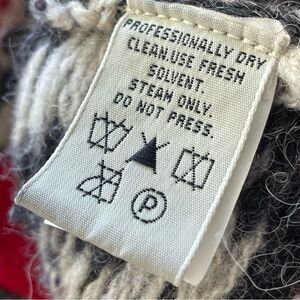 PROFESSIONALLY DRY
CLEAN.USE FRESH
SOLVENT.
STEAM ONLY.
DO NOT PRESS.
P